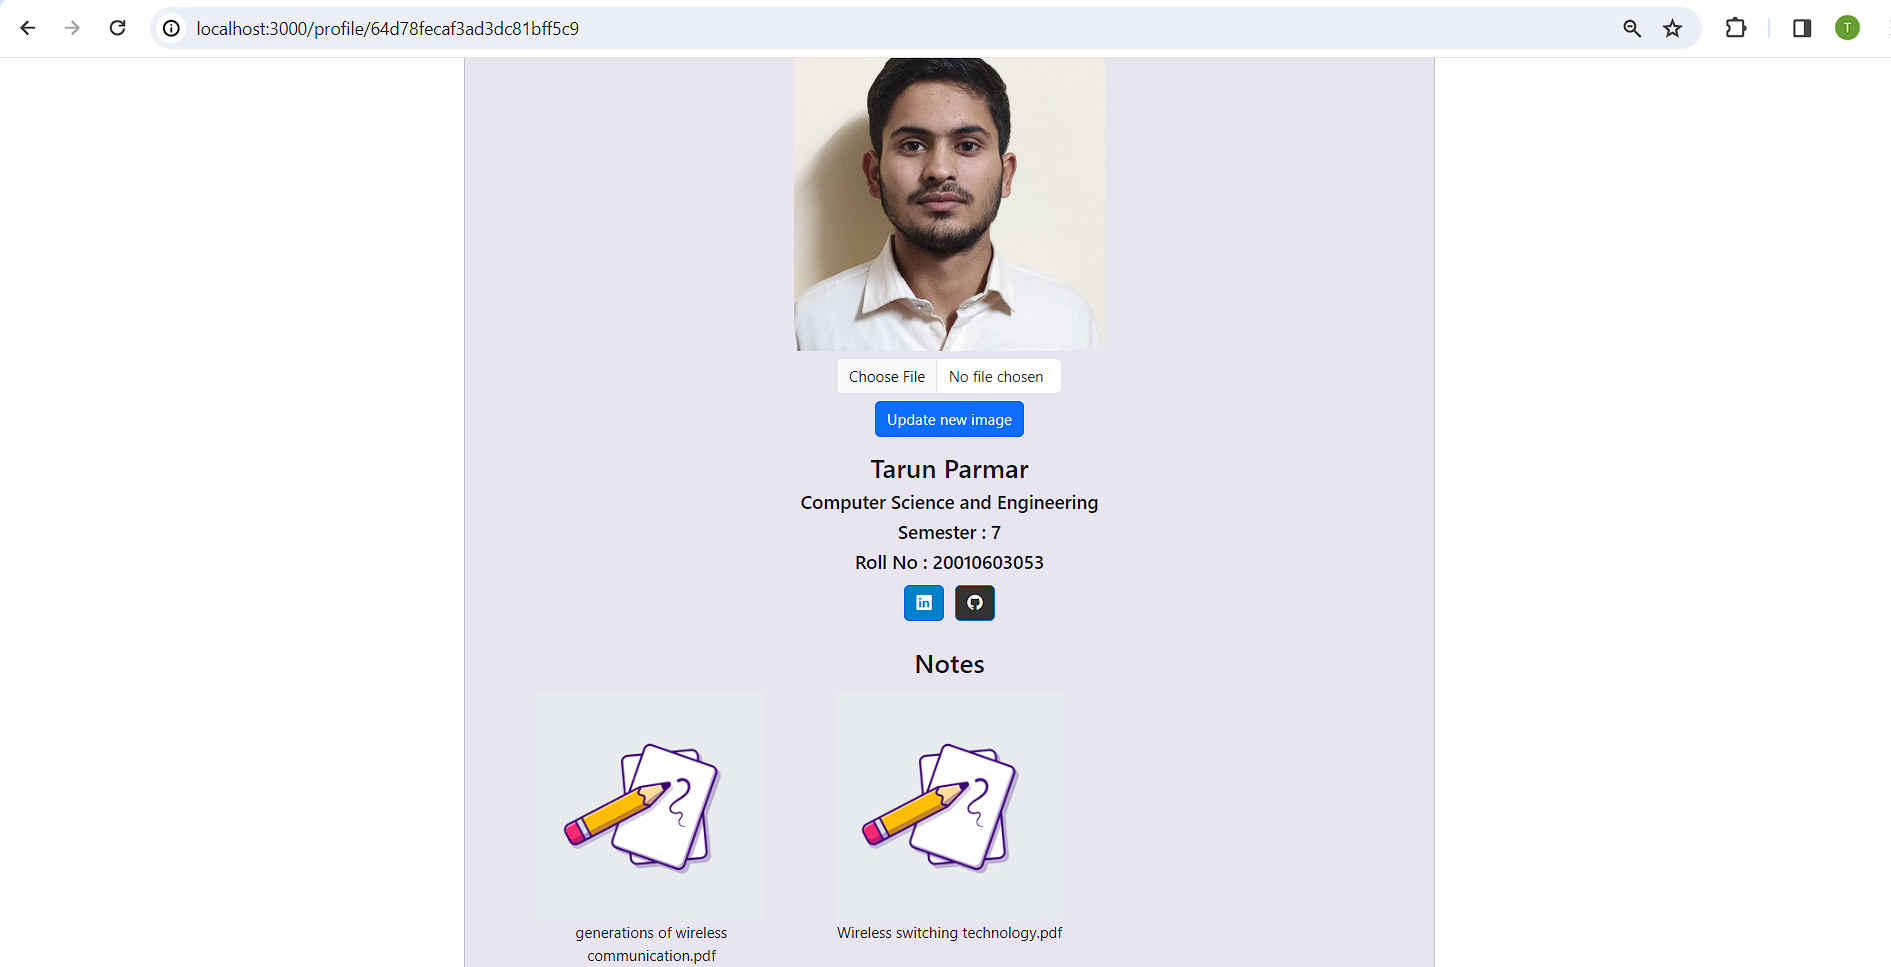 localhost:3000/profile/64d78fecaf3ad3dc81bff5c9
T
Choose File No file chosen
Update new image
Tarun Parmar
Computer Science and Engineering
Semester : 7
Roll No : 20010603053
in
Notes
generations of wireless
communication.pdf
Wireless switching technology.pdf